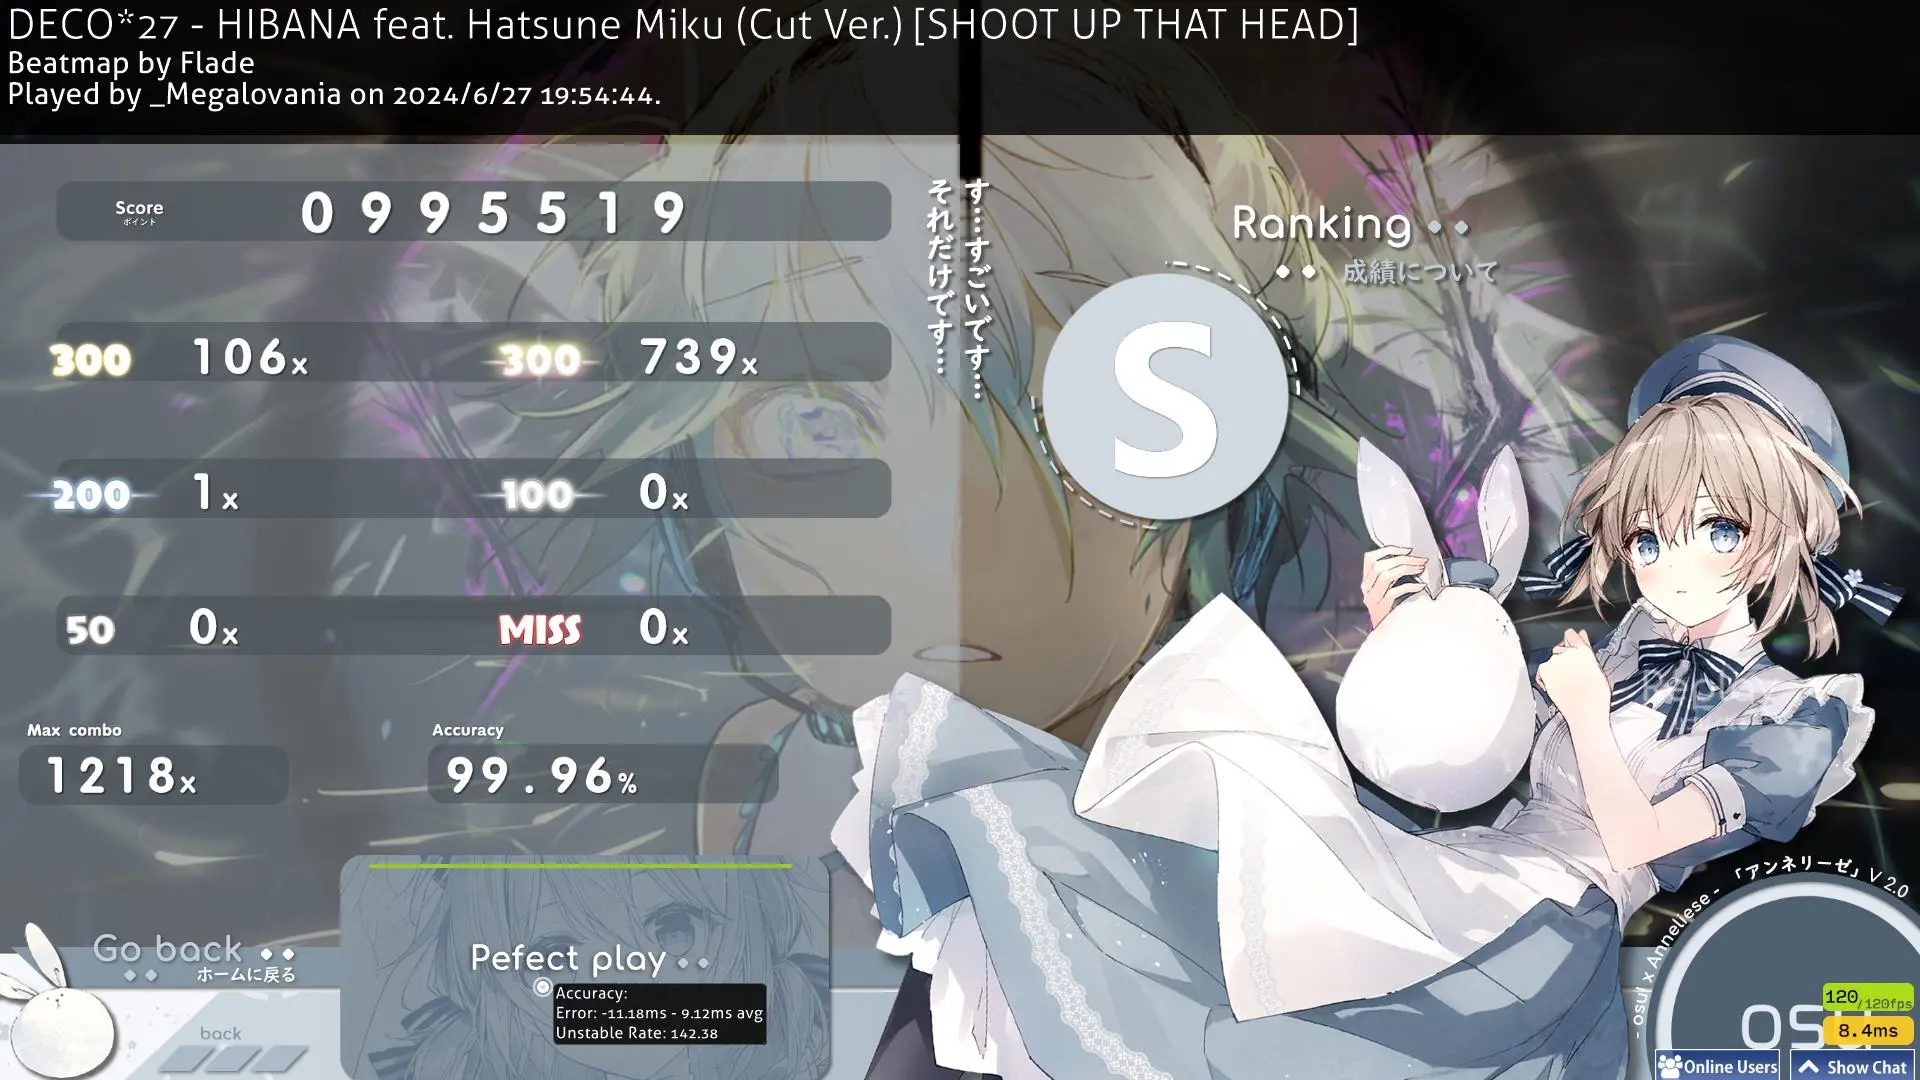 DECO*27 - HIBANA feat. Hatsune Miku (Cut Ver.) [SHOOT UP THAT HEAD]
Beatmap by Flade
Played by _Megalovania on 2024/6/27 19:54:44.
Score
ポイント
0995519
300 106x 300 739x
200 1x 100 0x
50 0x MISS 0x
Max combo
1218x
Accuracy
99.96%
す……すごいです……
それだけです……
Ranking
成績について
S
Go back
ホームに戻る
back
Pefect play
Accuracy:
Error: -11.18ms - 9.12ms avg
Unstable Rate: 142.38
- osu! x Anneliese - 「アンネリーゼ」 V 2.0
120/120fps
8.4ms
Online Users
Show Chat